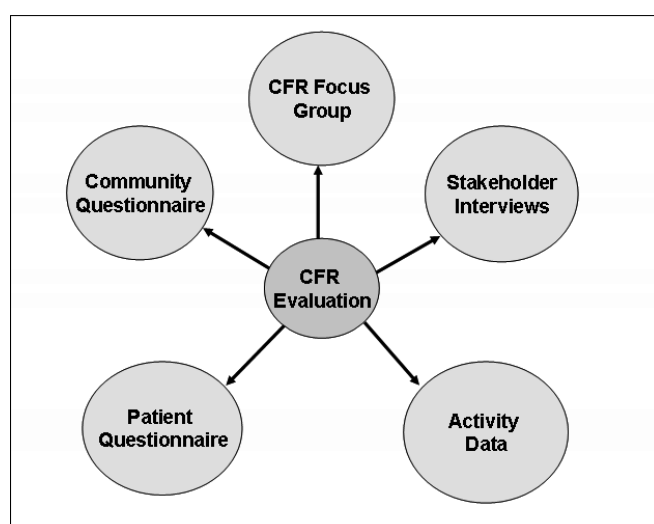 CFR Focus
Group
Community
Questionnaire
Stakeholder
Interviews
CFR
Evaluation
Patient
Questionnaire
Activity
Data